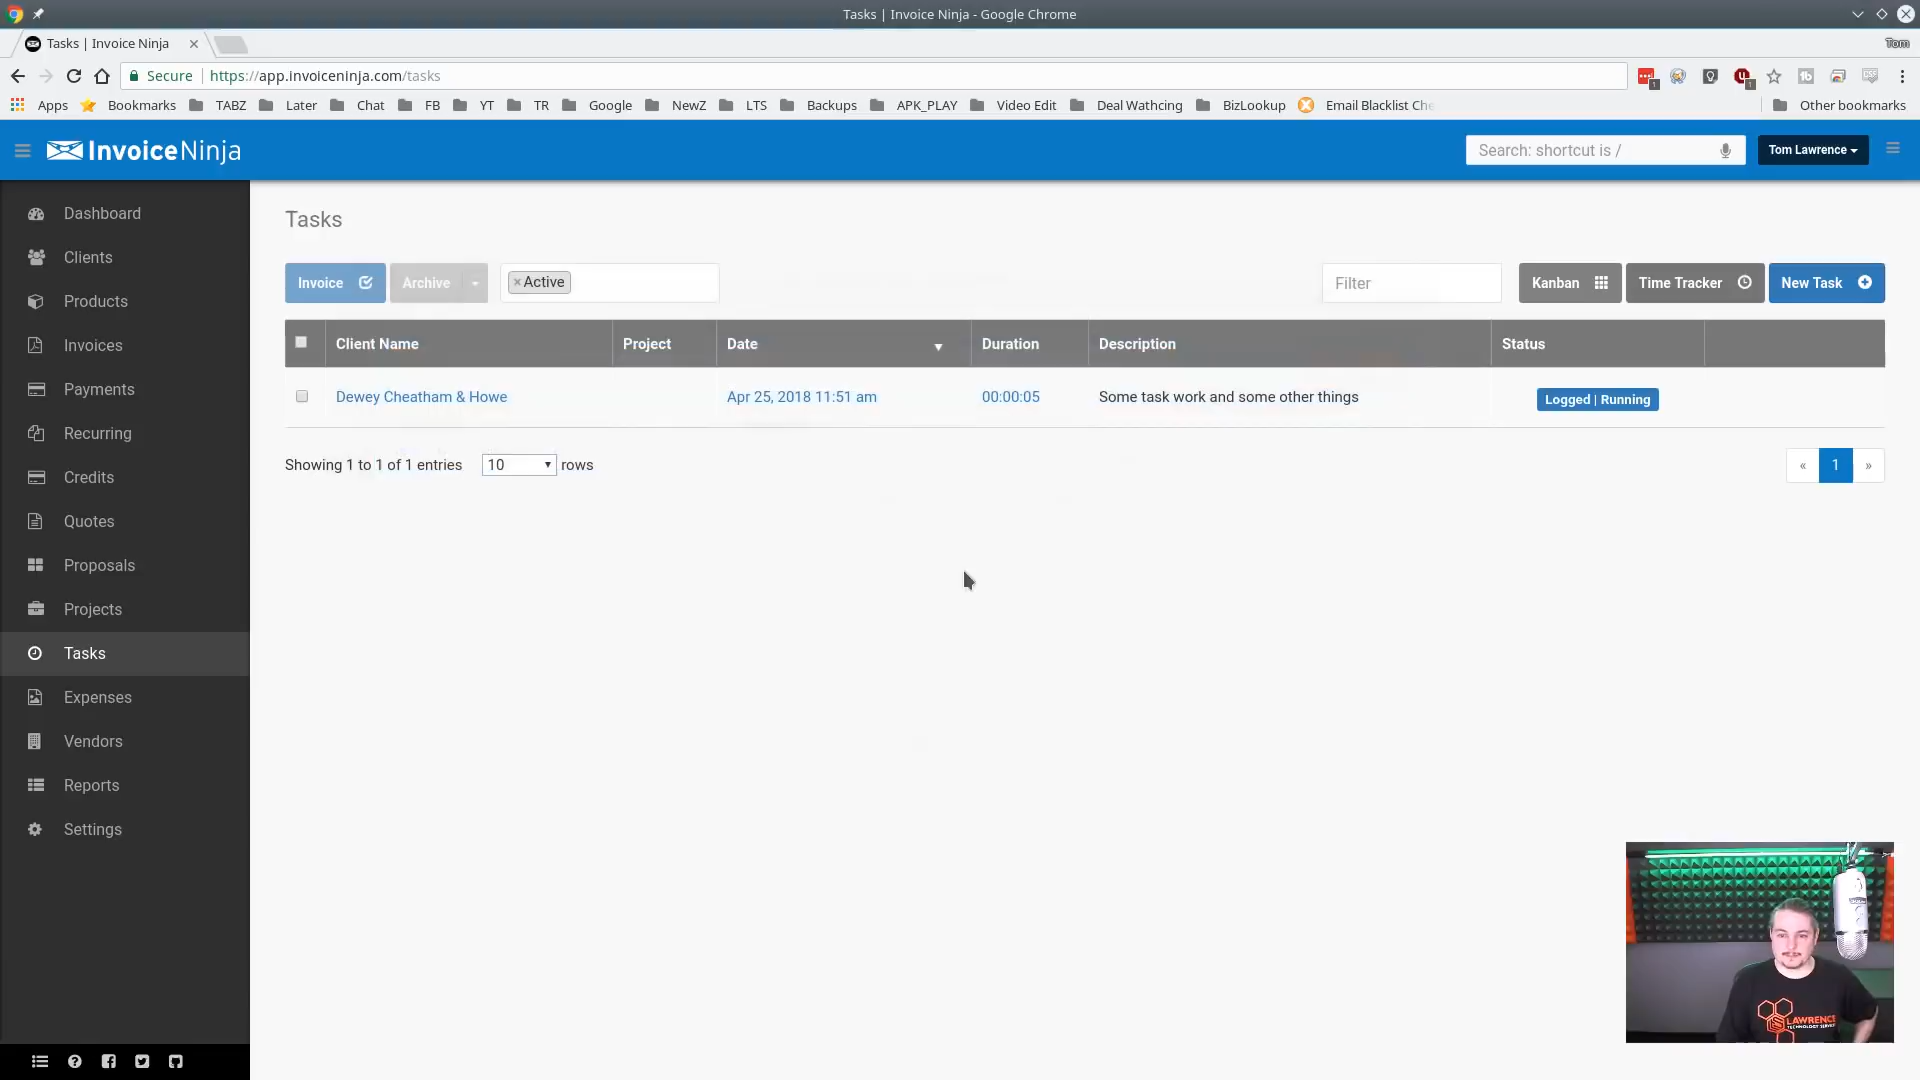 Tasks | Invoice Ninja - Google Chrome
Tasks | Invoice Ninja
Tom
Secure
https://app.invoiceninja.com/tasks
Apps Bookmarks TABZ Later Chat FB YT TR Google NewZ LTS Backups APK_PLAY Video Edit Deal Wathcing BizLookup Email Blacklist Che Other bookmarks
InvoiceNinja
Search: shortcut is /
Tom Lawrence
Dashboard
Clients
Products
Invoices
Payments
Recurring
Credits
Quotes
Proposals
Projects
Tasks
Expenses
Vendors
Reports
Settings
Tasks
Invoice
Archive
×Active
Filter
Kanban
Time Tracker
New Task
Client Name Project Date Duration Description Status
Dewey Cheatham & Howe Apr 25, 2018 11:51 am 00:00:05 Some task work and some other things Logged | Running
Showing 1 to 1 of 1 entries 10 rows
« 1 »
LAWRENCE
TECHNOLOGY SERVICES